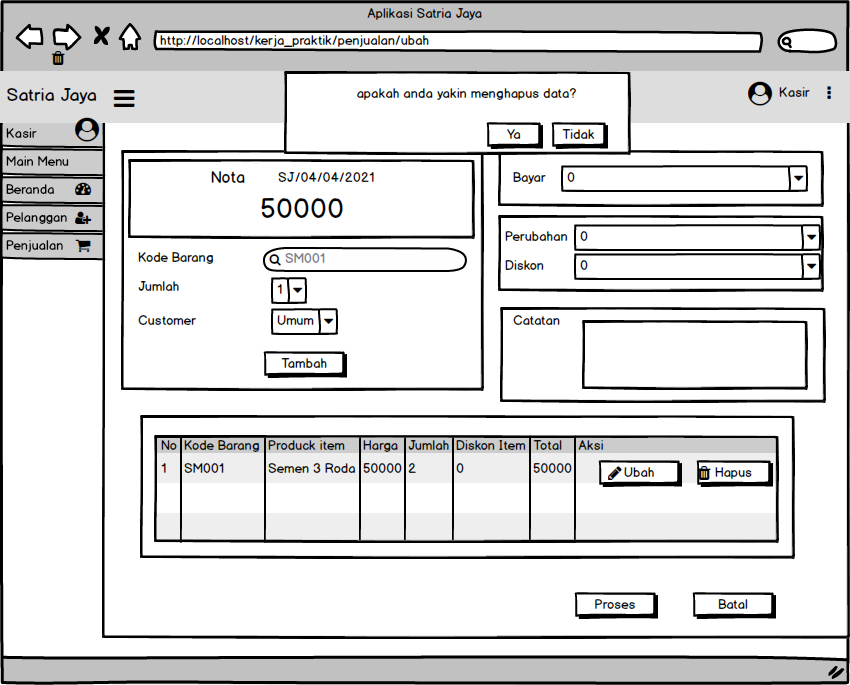 Aplikasi Satria Jaya
http://localhost/kerja_praktik/penjualan/ubah
Satria Jaya
apakah anda yakin menghapus data?
Ya
Tidak
Kasir
Kasir
Main Menu
Beranda
Pelanggan
Penjualan
Nota SJ/04/04/2021
50000
Kode Barang SM001
Jumlah 1
Customer Umum
Tambah
Bayar 0
Perubahan 0
Diskon 0
Catatan
No Kode Barang Produck item Harga Jumlah Diskon Item Total Aksi
1 SM001 Semen 3 Roda 50000 2 0 50000 Ubah Hapus
Proses
Batal